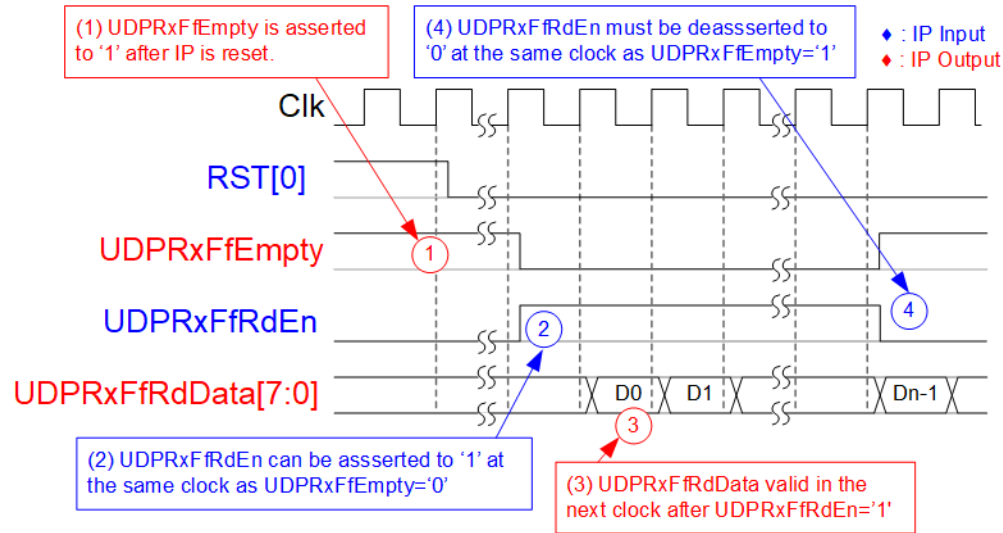 (1) UDPRxFfEmpty is asserted
to ‘1’ after IP is reset.
(4) UDPRxFfRdEn must be deassserted to
‘0’ at the same clock as UDPRxFfEmpty=‘1’
♦ : IP Input
♦ : IP Output
Clk
RST[0]
UDPRxFfEmpty
1
UDPRxFfRdEn
2
4
UDPRxFfRdData[7:0]
D0
D1
Dn-1
3
(2) UDPRxFfRdEn can be assserted to ‘1’ at
the same clock as UDPRxFfEmpty=‘0’
(3) UDPRxFfRdData valid in the
next clock after UDPRxFfRdEn=’1'